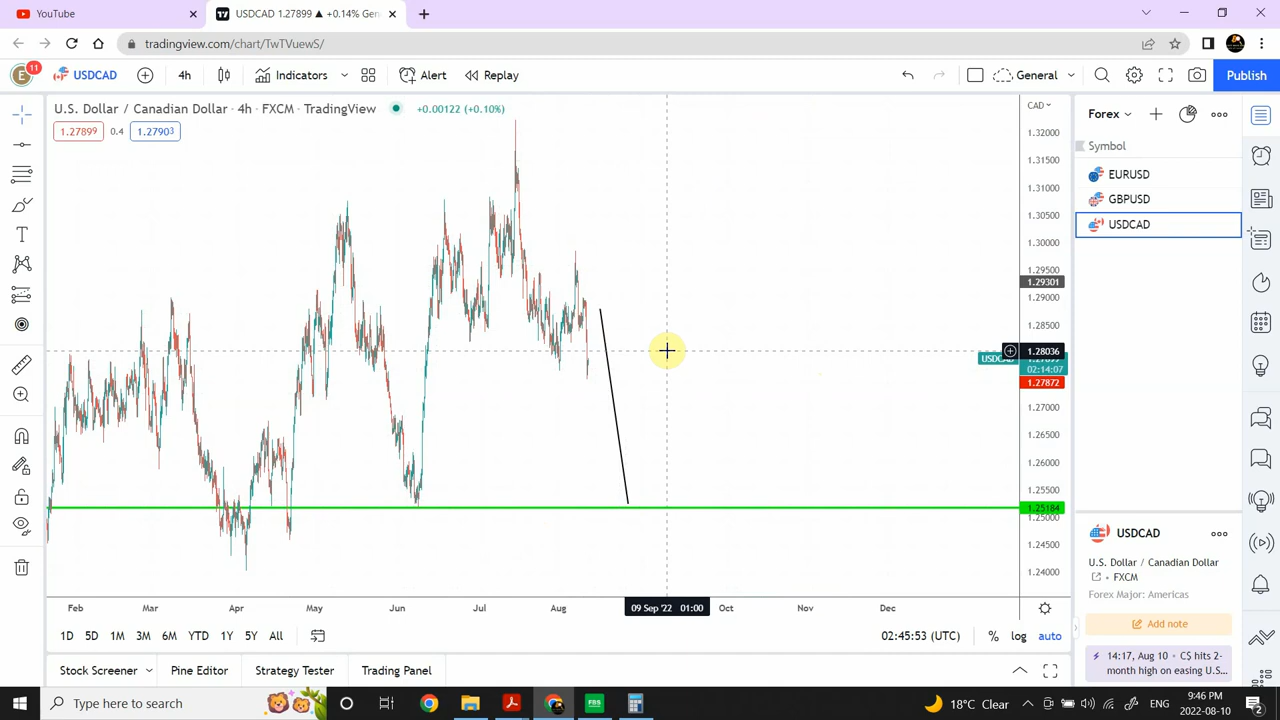 YouTube
USDCAD 1.27899 ▲ +0.14% Gen
tradingview.com/chart/TwTVuewS/
E
11
USDCAD
4h
Indicators
Alert
Replay
General
Publish
U.S. Dollar / Canadian Dollar · 4h · FXCM · TradingView
+0.00122 (+0.10%)
1.27899
0.4
1.27903
CAD
1.32000
1.31500
1.31000
1.30500
1.30000
1.29500
1.29301
1.29000
1.28500
1.28036
02:14:07
1.27872
1.27000
1.26500
1.26000
1.25500
1.25184
1.25000
1.24500
1.24000
Feb
Mar
Apr
May
Jun
Jul
Aug
09 Sep '22 01:00
Oct
Nov
Dec
1D
5D
1M
3M
6M
YTD
1Y
5Y
All
02:45:53 (UTC)
%
log
auto
Stock Screener
Pine Editor
Strategy Tester
Trading Panel
Forex
Symbol
EURUSD
GBPUSD
USDCAD
USDCAD
U.S. Dollar / Canadian Dollar
FXCM
Forex Major: Americas
Add note
14:17, Aug 10 • C$ hits 2-
month high on easing U.S...
Type here to search
FBS
18°C Clear
ENG
9:46 PM
2022-08-10
2